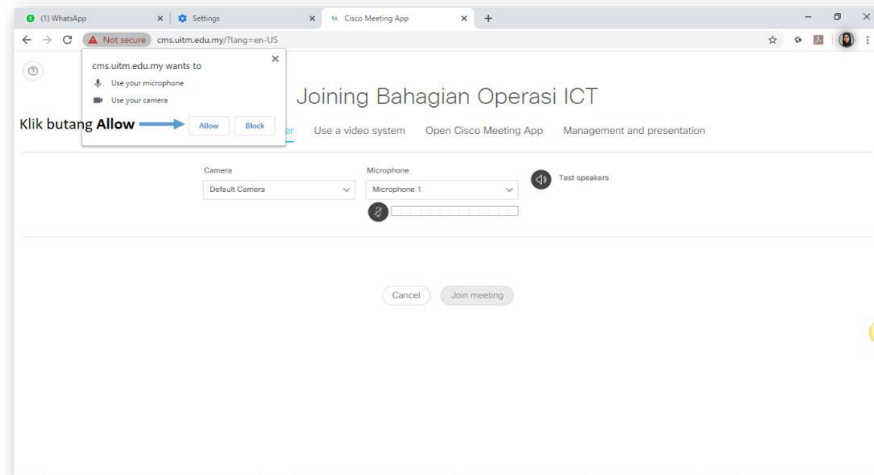 (1) WhatsApp
Settings
Cisco Meeting App
Not secure
cms.uitm.edu.my/?lang=en-US
cms.uitm.edu.my wants to
Use your microphone
Use your camera
Allow
Block
Klik butang Allow
Joining Bahagian Operasi ICT
er
Use a video system
Open Cisco Meeting App
Management and presentation
Camera
Microphone
Default Camera
Microphone 1
Test speakers
Cancel
Join meeting